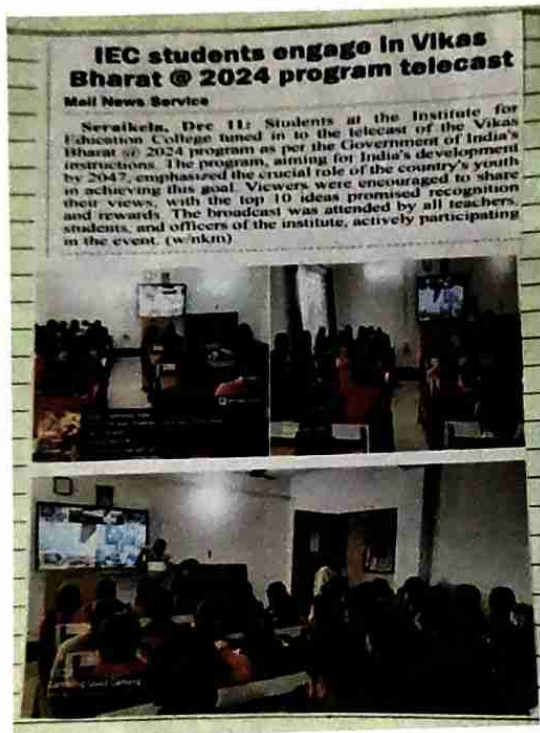 IEC students engage in Vikas
Bharat @ 2024 program telecast
Mail News Service
Seraikela, Dec 11: Students at the Institute for
Education College tuned in to the telecast of the Vikas
Bharat @ 2024 program as per the Government of India's
instructions. The program, aiming for India's development
by 2047, emphasized the crucial role of the country's youth
in achieving this goal. Viewers were encouraged to share
their views, with the top 10 ideas promised recognition
and rewards. The broadcast was attended by all teachers,
students, and officers of the institute, actively participating
in the event. (w/nkm)